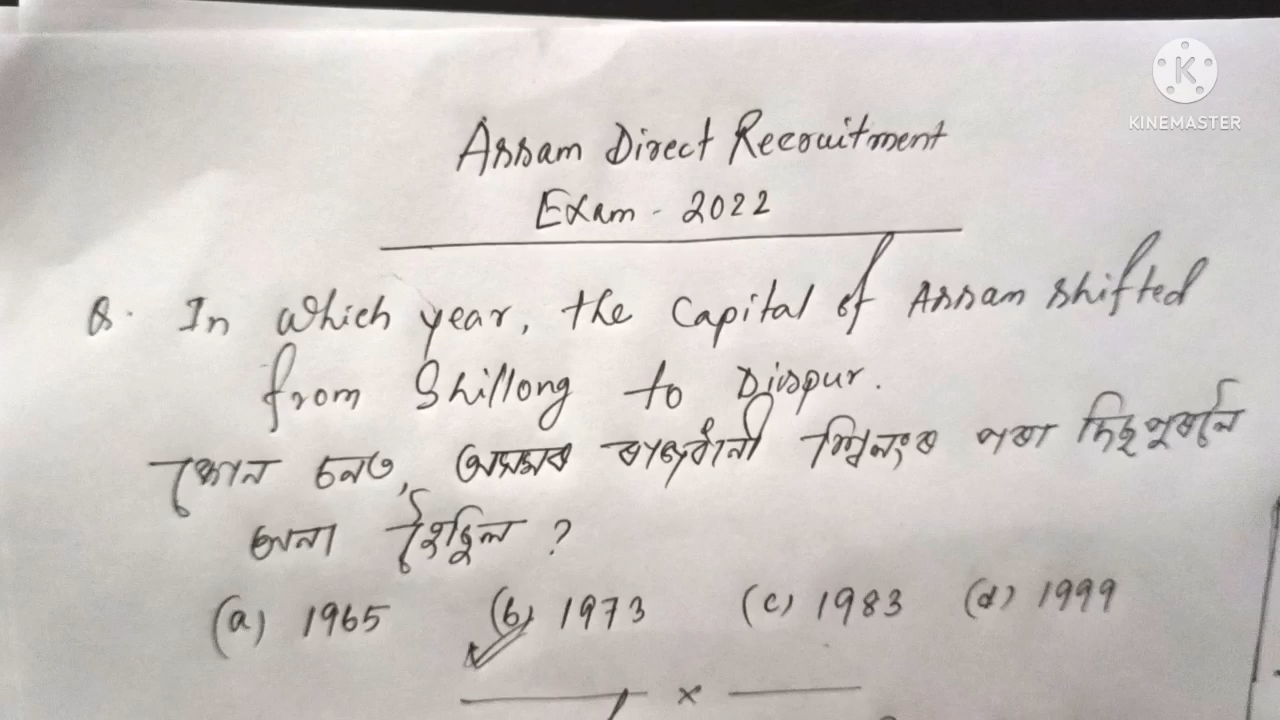 KINEMASTER
Assam Direct Recruitment
Exam - 2022
Q. In which year, the Capital of Assam shifted
from Shillong to Dispur.
কোন চনত, অসমৰ ৰাজধানী শ্বিলংৰ পৰা দিছপুৰলৈ
অনা হৈছিল ?
(a) 1965 (b) 1973 (c) 1983 (d) 1999
x